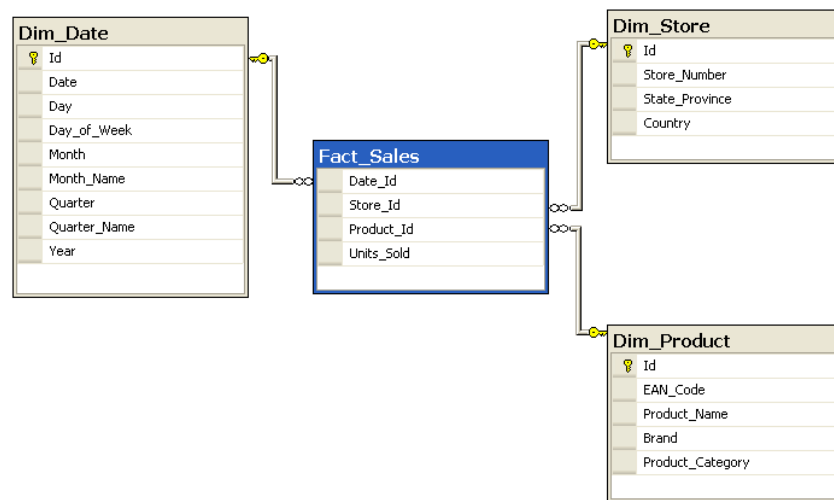 Dim_Date
Id
Date
Day
Day_of_Week
Month
Month_Name
Quarter
Quarter_Name
Year
Fact_Sales
Date_Id
Store_Id
Product_Id
Units_Sold
Dim_Store
Id
Store_Number
State_Province
Country
Dim_Product
Id
EAN_Code
Product_Name
Brand
Product_Category